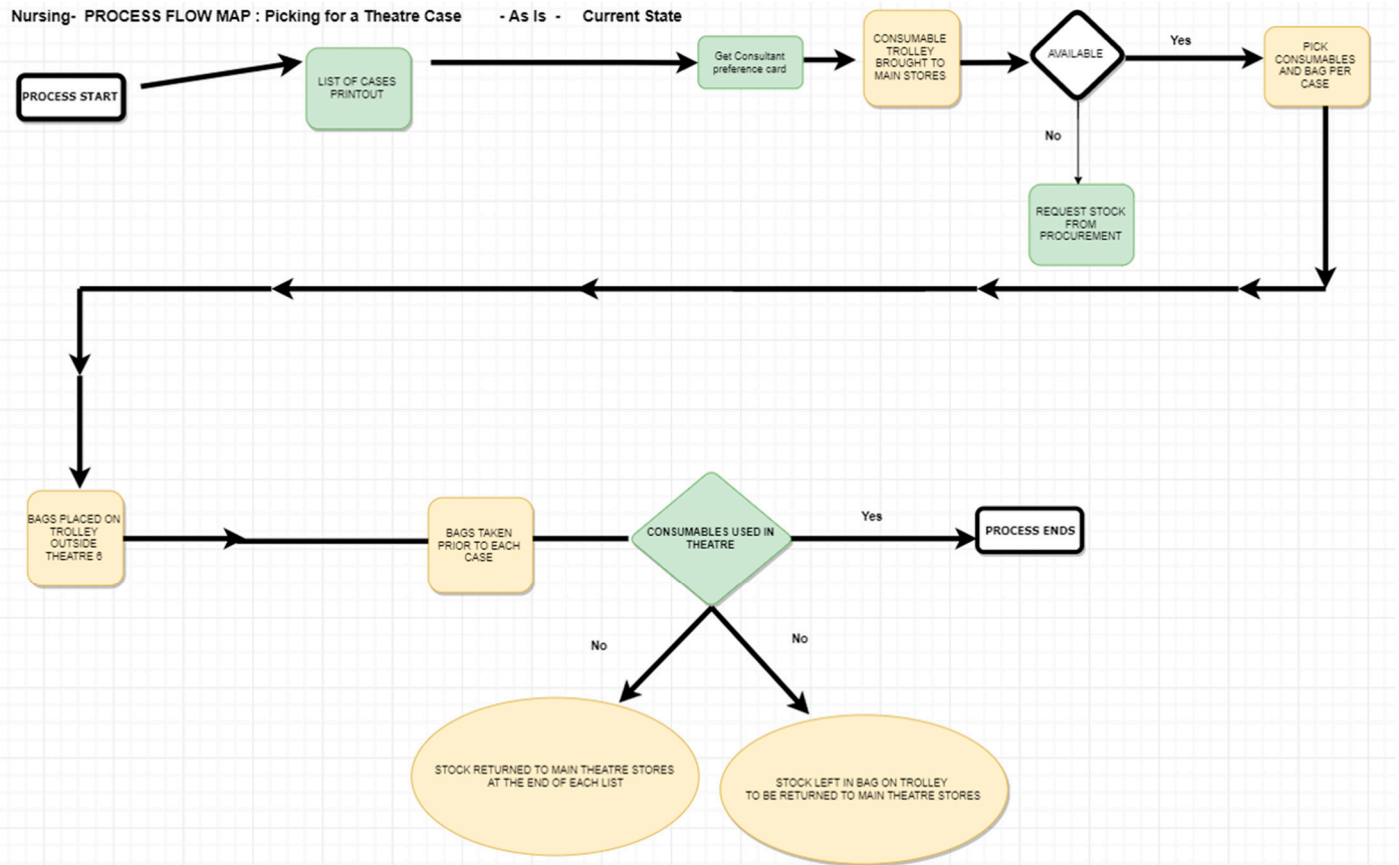 Nursing- PROCESS FLOW MAP : Picking for a Theatre Case - As Is - Current State
PROCESS START
LIST OF CASES
PRINTOUT
Get Consultant
preference card
CONSUMABLE
TROLLEY
BROUGHT TO
MAIN STORES
AVAILABLE
Yes
PICK
CONSUMABLES
AND BAG PER
CASE
No
REQUEST STOCK
FROM
PROCUREMENT
BAGS PLACED ON
TROLLEY
OUTSIDE
THEATRE 6
BAGS TAKEN
PRIOR TO EACH
CASE
CONSUMABLES USED IN
THEATRE
Yes
PROCESS ENDS
No
No
STOCK RETURNED TO MAIN THEATRE STORES
AT THE END OF EACH LIST
STOCK LEFT IN BAG ON TROLLEY
TO BE RETURNED TO MAIN THEATRE STORES